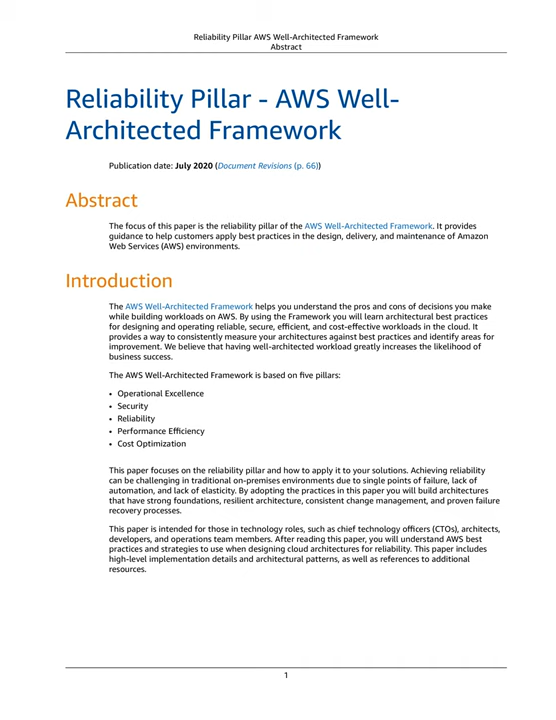 Reliability Pillar AWS Well-Architected Framework
Abstract
Reliability Pillar - AWS Well-
Architected Framework
Publication date: July 2020 (Document Revisions (p. 66))
Abstract
The focus of this paper is the reliability pillar of the AWS Well-Architected Framework. It provides
guidance to help customers apply best practices in the design, delivery, and maintenance of Amazon
Web Services (AWS) environments.
Introduction
The AWS Well-Architected Framework helps you understand the pros and cons of decisions you make
while building workloads on AWS. By using the Framework you will learn architectural best practices
for designing and operating reliable, secure, efficient, and cost-effective workloads in the cloud. It
provides a way to consistently measure your architectures against best practices and identify areas for
improvement. We believe that having well-architected workload greatly increases the likelihood of
business success.
The AWS Well-Architected Framework is based on five pillars:
• Operational Excellence
• Security
• Reliability
• Performance Efficiency
• Cost Optimization
This paper focuses on the reliability pillar and how to apply it to your solutions. Achieving reliability
can be challenging in traditional on-premises environments due to single points of failure, lack of
automation, and lack of elasticity. By adopting the practices in this paper you will build architectures
that have strong foundations, resilient architecture, consistent change management, and proven failure
recovery processes.
This paper is intended for those in technology roles, such as chief technology officers (CTOs), architects,
developers, and operations team members. After reading this paper, you will understand AWS best
practices and strategies to use when designing cloud architectures for reliability. This paper includes
high-level implementation details and architectural patterns, as well as references to additional
resources.
1